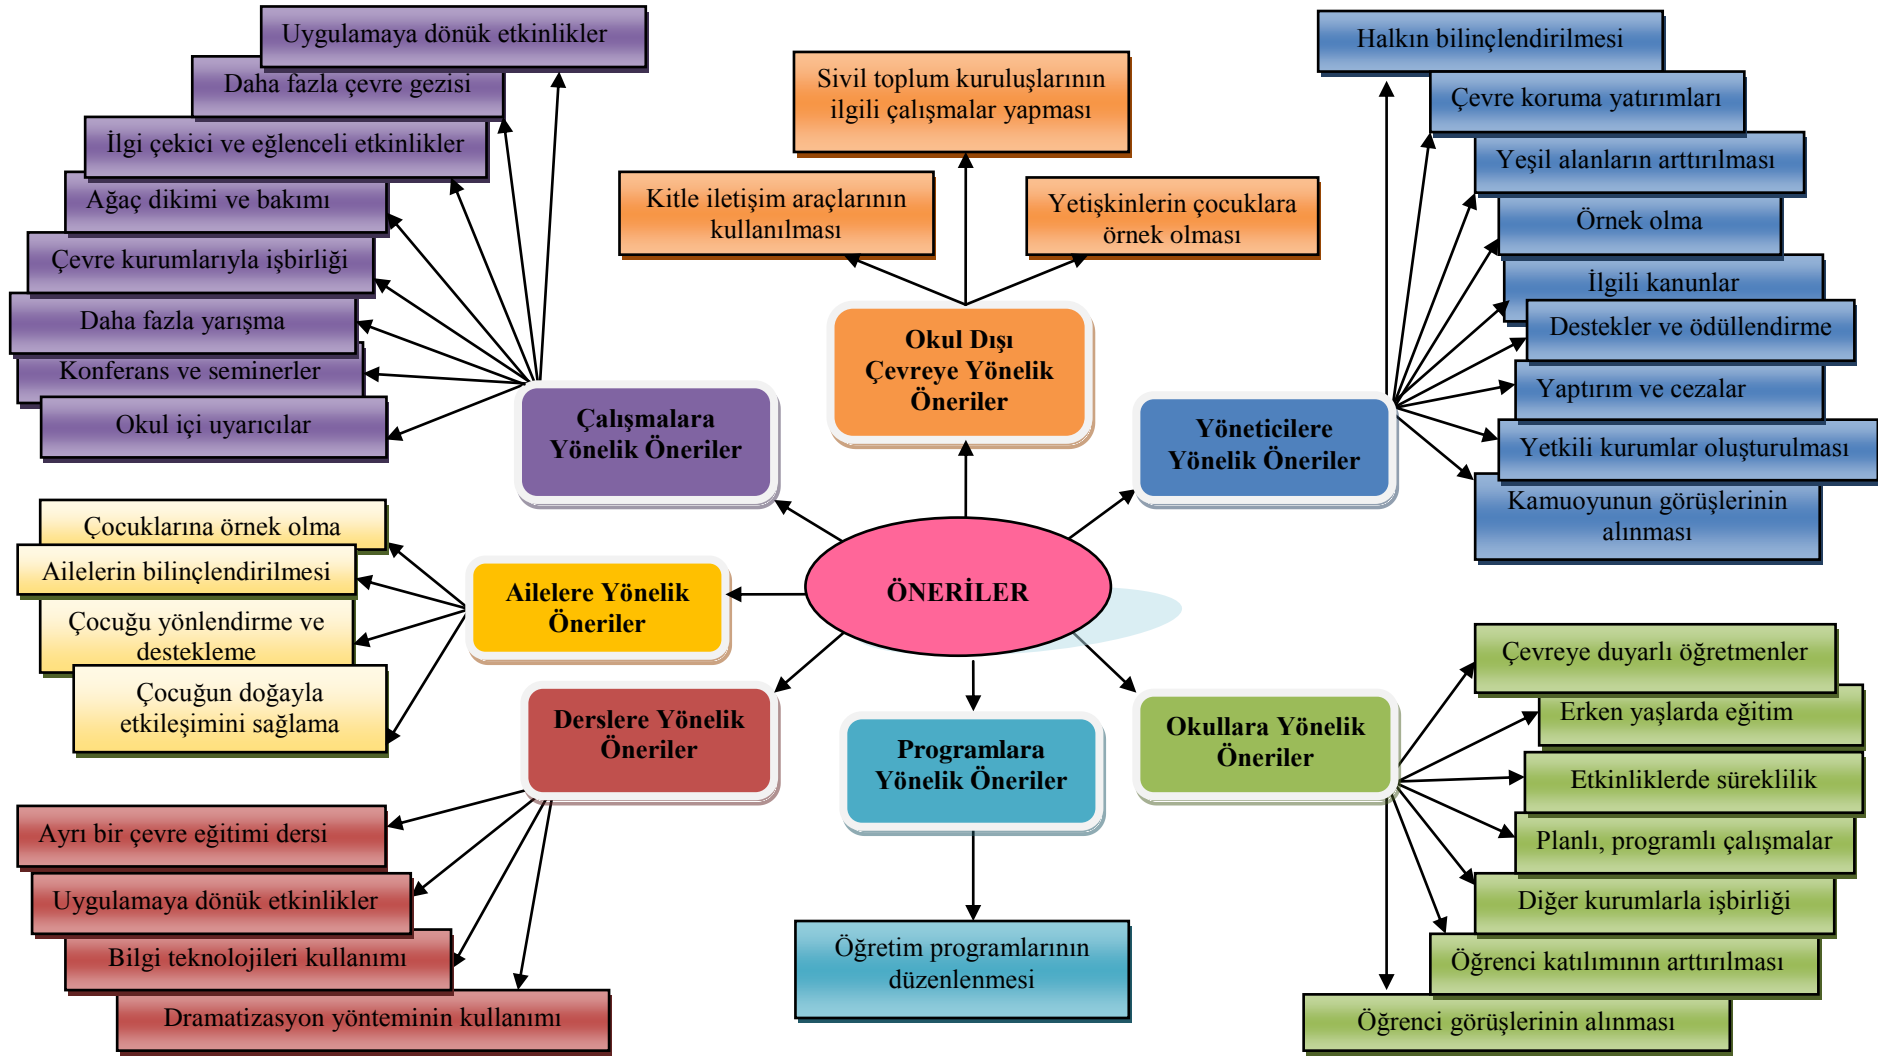 Uygulamaya dönük etkinlikler
Daha fazla çevre gezisi
İlgi çekici ve eğlenceli etkinlikler
Ağaç dikimi ve bakımı
Çevre kurumlarıyla işbirliği
Daha fazla yarışma
Konferans ve seminerler
Okul içi uyarıcılar
Çalışmalara
Yönelik Öneriler
Sivil toplum kuruluşlarının
ilgili çalışmalar yapması
Kitle iletişim araçlarının
kullanılması
Yetişkinlerin çocuklara
örnek olması
Okul Dışı
Çevreye Yönelik
Öneriler
Halkın bilinçlendirilmesi
Çevre koruma yatırımları
Yeşil alanların arttırılması
Örnek olma
İlgili kanunlar
Destekler ve ödüllendirme
Yaptırım ve cezalar
Yetkili kurumlar oluşturulması
Kamuoyunun görüşlerinin
alınması
Yöneticilere
Yönelik Öneriler
Çocuklarına örnek olma
Ailelerin bilinçlendirilmesi
Çocuğu yönlendirme ve
destekleme
Çocuğun doğayla
etkileşimini sağlama
Ailelere Yönelik
Öneriler
ÖNERİLER
Derslere Yönelik
Öneriler
Ayrı bir çevre eğitimi dersi
Uygulamaya dönük etkinlikler
Bilgi teknolojileri kullanımı
Dramatizasyon yönteminin kullanımı
Programlara
Yönelik Öneriler
Öğretim programlarının
düzenlenmesi
Okullara Yönelik
Öneriler
Çevreye duyarlı öğretmenler
Erken yaşlarda eğitim
Etkinliklerde süreklilik
Planlı, programlı çalışmalar
Diğer kurumlarla işbirliği
Öğrenci katılımının arttırılması
Öğrenci görüşlerinin alınması